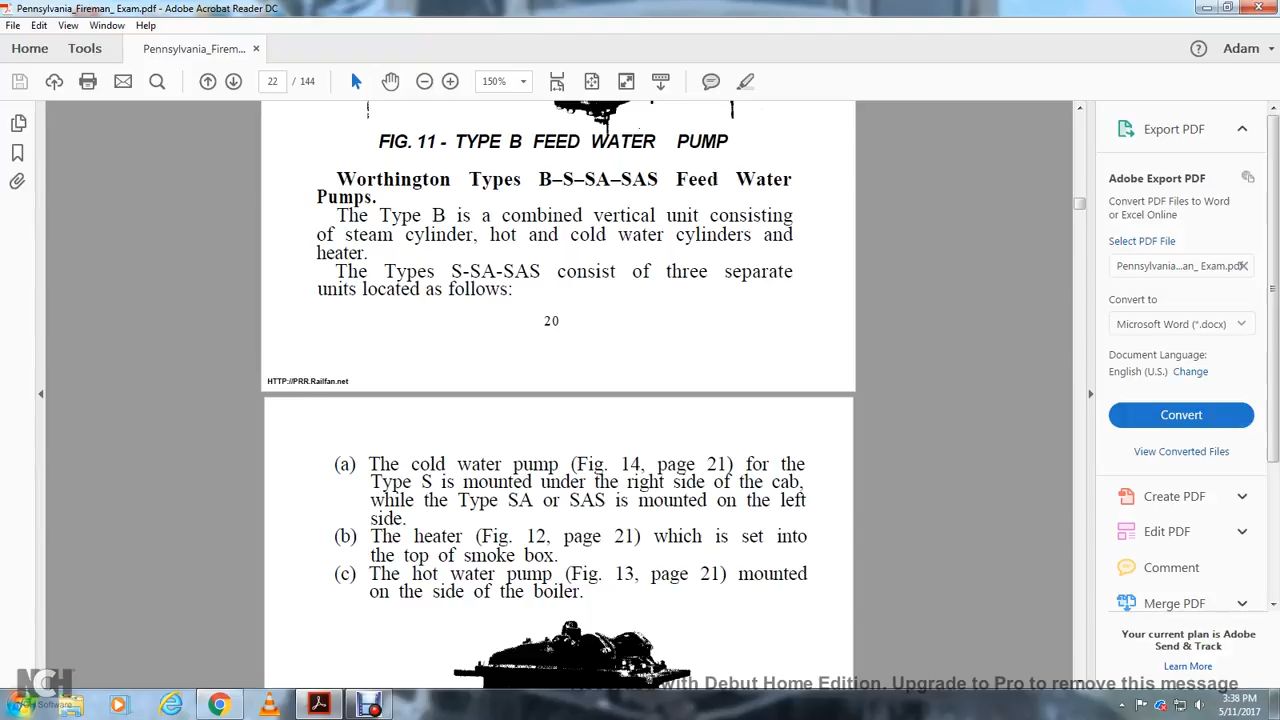 Pennsylvania_Fireman_ Exam.pdf - Adobe Acrobat Reader DC
File Edit View Window Help
Home Tools Pennsylvania_Firem... × Adam
22 / 144 150%
FIG. 11 - TYPE B FEED WATER PUMP
Worthington Types B–S–SA–SAS Feed Water
Pumps.
The Type B is a combined vertical unit consisting
of steam cylinder, hot and cold water cylinders and
heater.
The Types S-SA-SAS consist of three separate
units located as follows:
20
HTTP://PRR.Railfan.net
(a) The cold water pump (Fig. 14, page 21) for the
Type S is mounted under the right side of the cab,
while the Type SA or SAS is mounted on the left
side.
(b) The heater (Fig. 12, page 21) which is set into
the top of smoke box.
(c) The hot water pump (Fig. 13, page 21) mounted
on the side of the boiler.
Export PDF
Adobe Export PDF
Convert PDF Files to Word
or Excel Online
Select PDF File
Pennsylvania...an_ Exam.pdf
Convert to
Microsoft Word (*.docx)
Document Language:
English (U.S.) Change
Convert
View Converted Files
Create PDF
Edit PDF
Comment
Merge PDF
Your current plan is Adobe
Send & Track
Learn More
NCH
with Debut Home Edition. Upgrade to Pro to remove this message
3:38 PM
5/11/2017